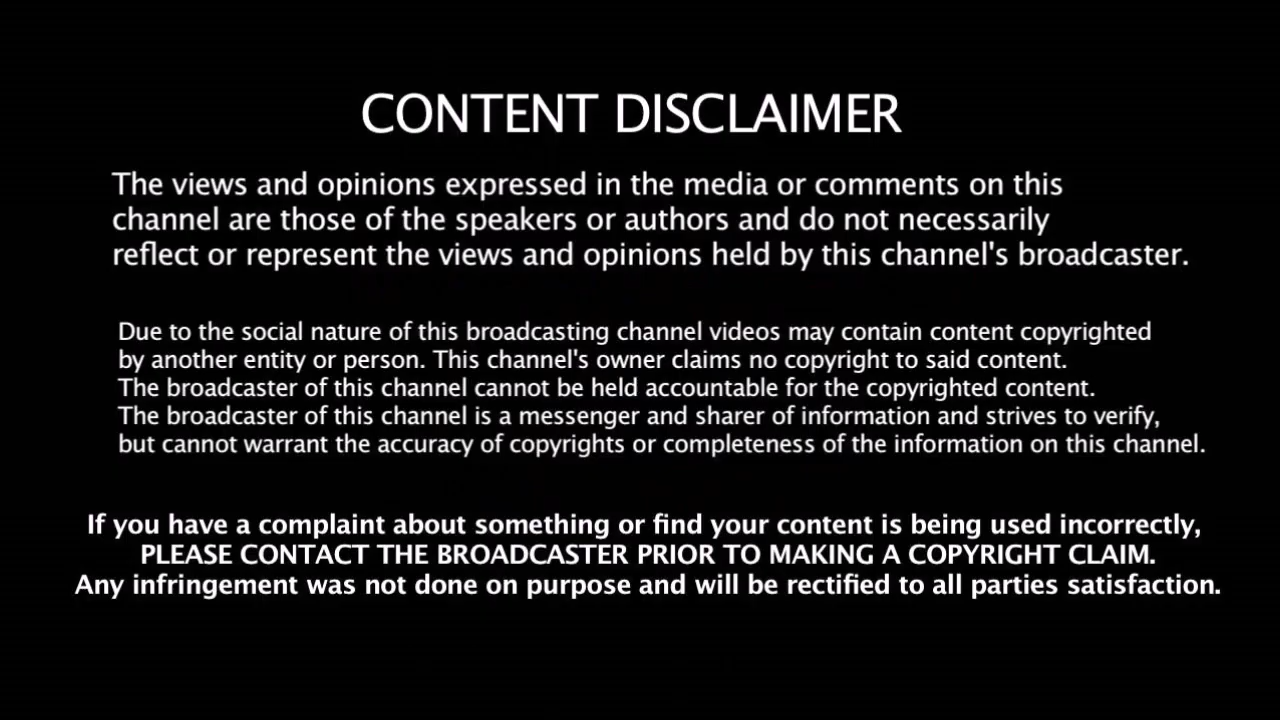 CONTENT DISCLAIMER
The views and opinions expressed in the media or comments on this
channel are those of the speakers or authors and do not necessarily
reflect or represent the views and opinions held by this channel's broadcaster.
Due to the social nature of this broadcasting channel videos may contain content copyrighted
by another entity or person. This channel's owner claims no copyright to said content.
The broadcaster of this channel cannot be held accountable for the copyrighted content.
The broadcaster of this channel is a messenger and sharer of information and strives to verify,
but cannot warrant the accuracy of copyrights or completeness of the information on this channel.
If you have a complaint about something or find your content is being used incorrectly,
PLEASE CONTACT THE BROADCASTER PRIOR TO MAKING A COPYRIGHT CLAIM.
Any infringement was not done on purpose and will be rectified to all parties satisfaction.